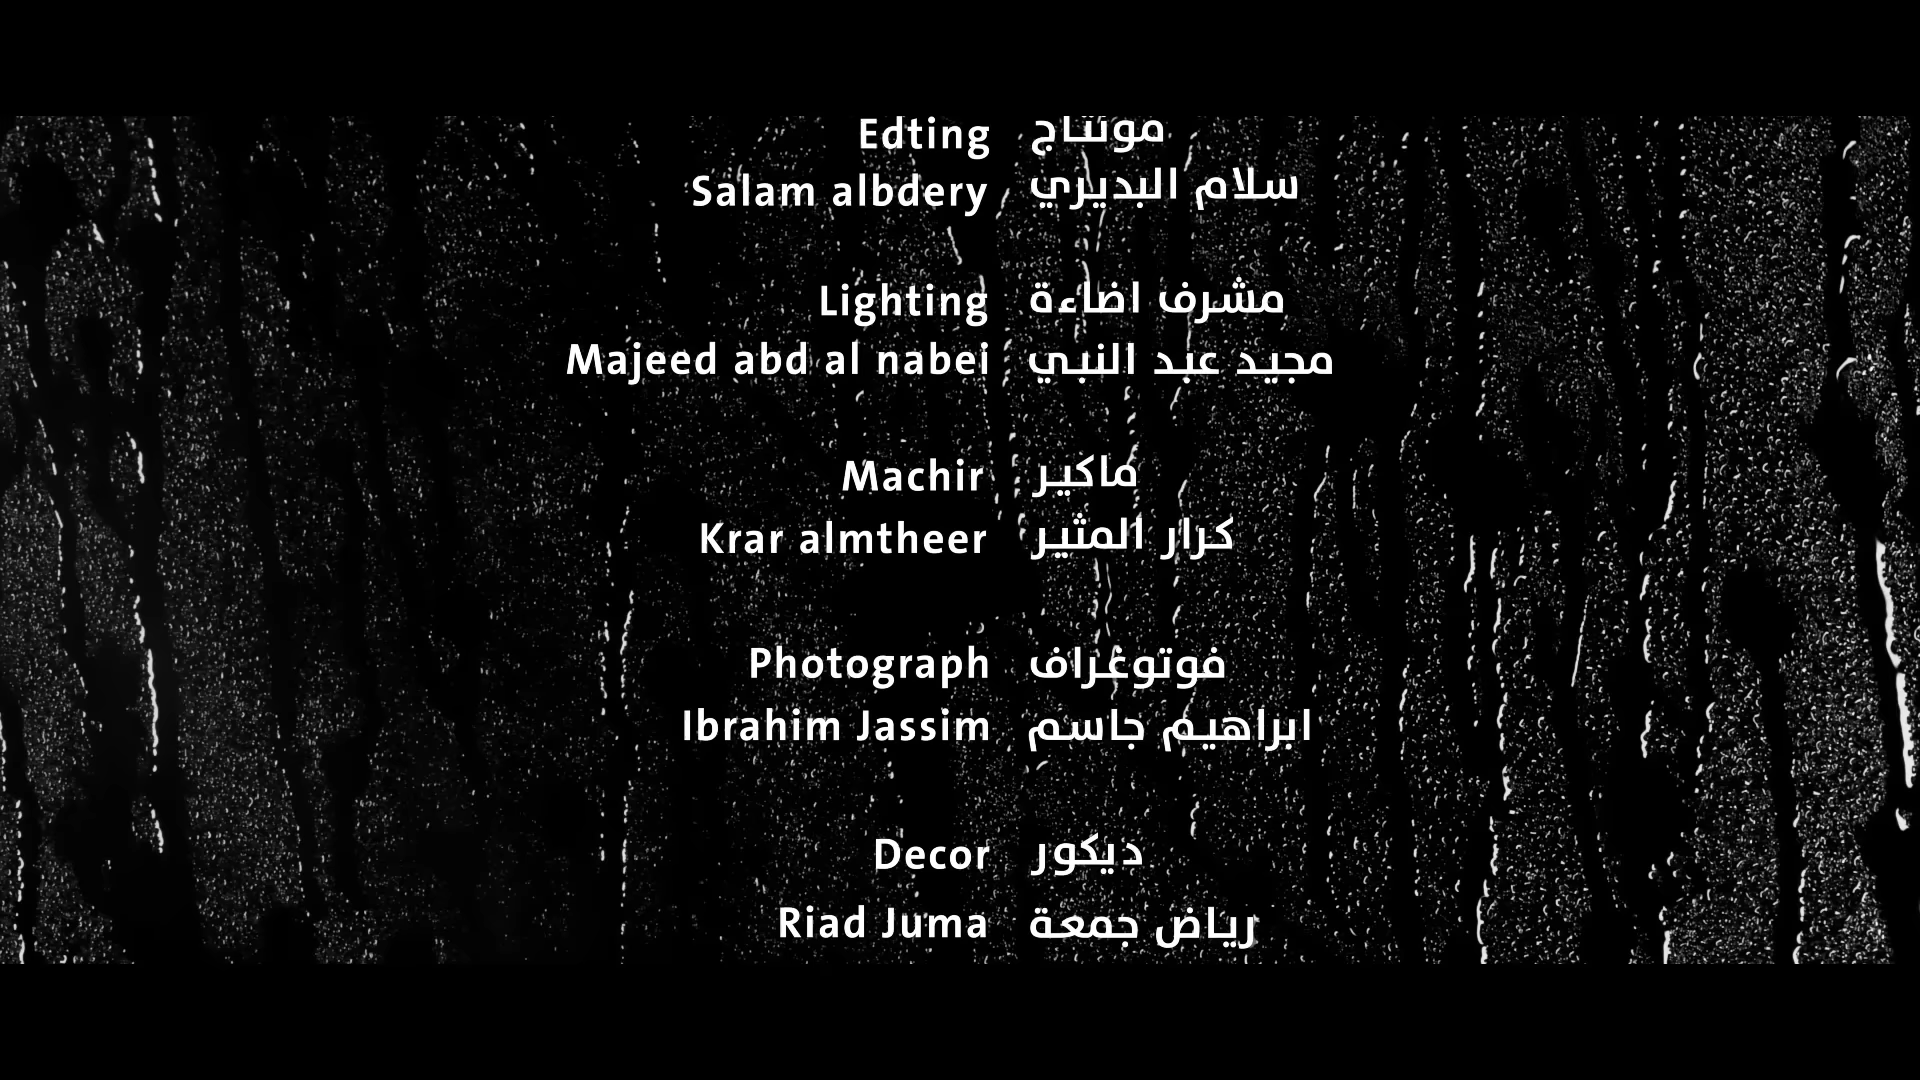 Edting مونتاج
Salam albdery سلام البديري
Lighting مشرف اضاءة
Majeed abd al nabei مجيد عبد النبي
Machir ماكير
Krar almtheer كرار المثير
Photograph فوتوغراف
Ibrahim Jassim ابراهيم جاسم
Decor ديكور
Riad Juma رياض جمعة